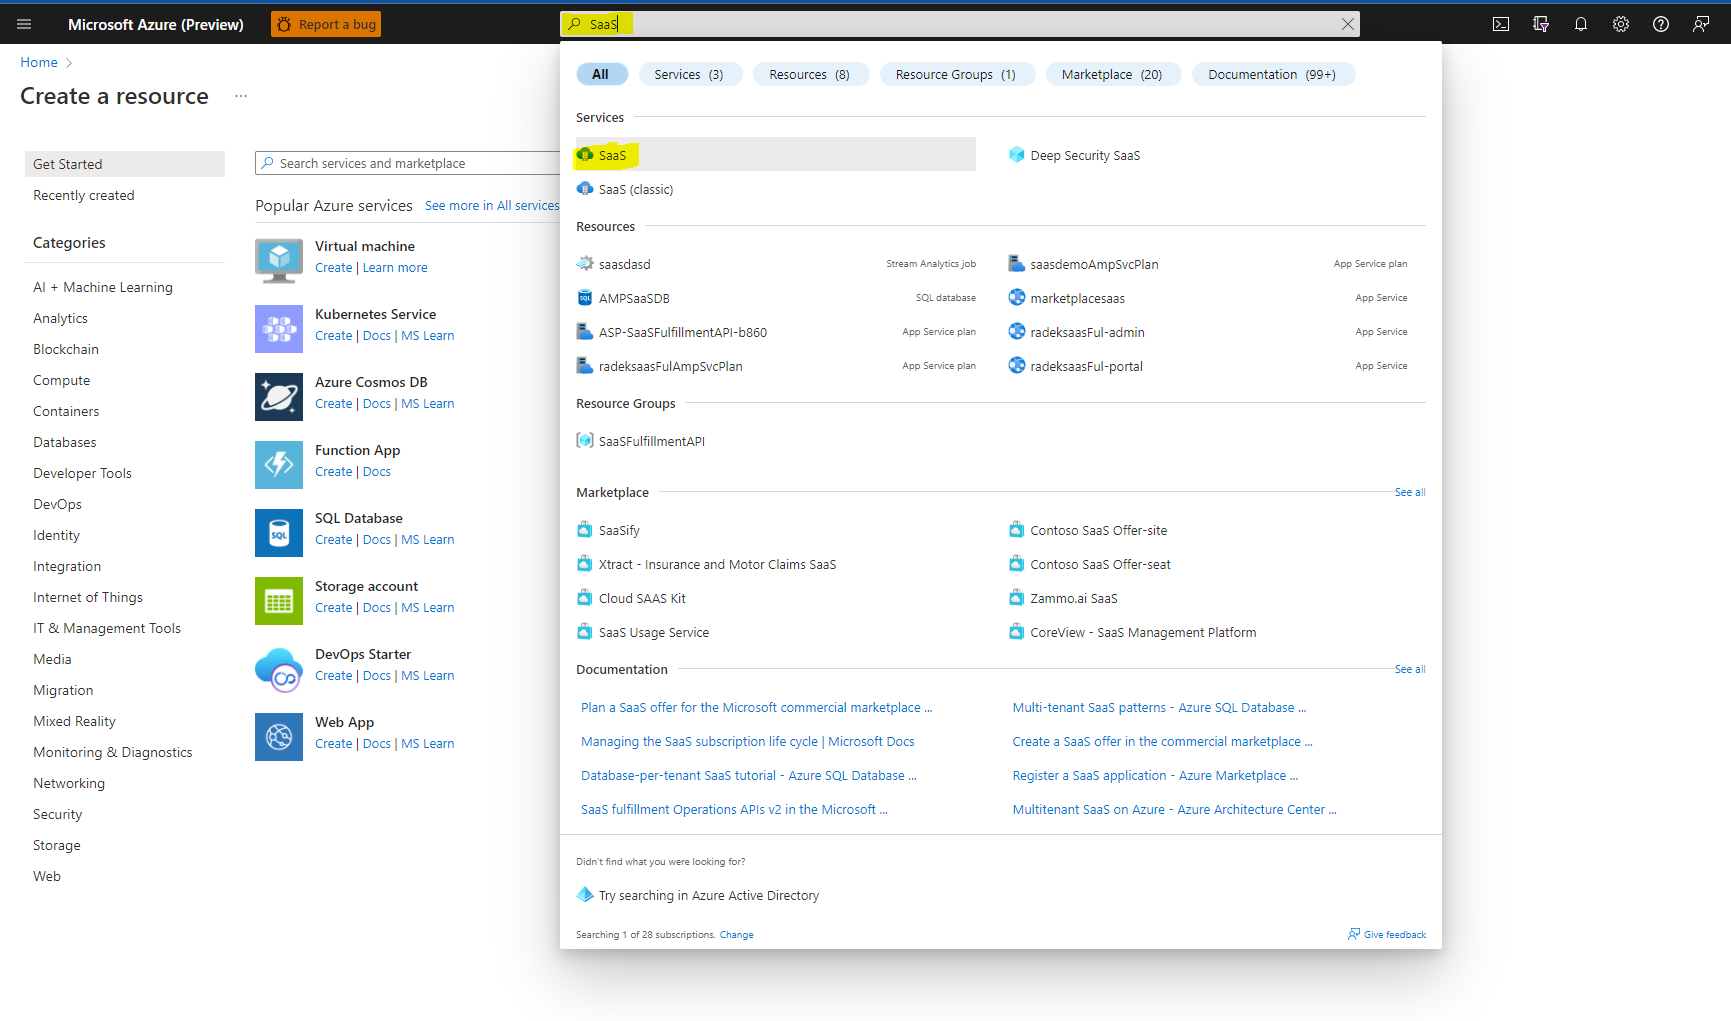 Microsoft Azure (Preview)
Report a bug
SaaS
Home
Create a resource
...
Get Started
Recently created
Categories
AI + Machine Learning
Analytics
Blockchain
Compute
Containers
Databases
Developer Tools
DevOps
Identity
Integration
Internet of Things
IT & Management Tools
Media
Migration
Mixed Reality
Monitoring & Diagnostics
Networking
Security
Storage
Web
Search services and marketplace
Popular Azure services See more in All services
Virtual machine
Create | Learn more
Kubernetes Service
Create | Docs | MS Learn
Azure Cosmos DB
Create | Docs | MS Learn
Function App
Create | Docs
SQL Database
Create | Docs | MS Learn
Storage account
Create | Docs | MS Learn
DevOps Starter
Create | Docs | MS Learn
Web App
Create | Docs | MS Learn
All Services (3) Resources (8) Resource Groups (1) Marketplace (20) Documentation (99+)
Services
SaaS
Deep Security SaaS
SaaS (classic)
Resources
saasdasd Stream Analytics job
saasdemoAmpSvcPlan App Service plan
AMPSaaSDB SQL database
marketplacesaas App Service
ASP-SaaSFulfillmentAPI-b860 App Service plan
radeksaasFul-admin App Service
radeksaasFulAmpSvcPlan App Service plan
radeksaasFul-portal App Service
Resource Groups
SaaSFulfillmentAPI
Marketplace See all
SaaSify
Contoso SaaS Offer-site
Xtract - Insurance and Motor Claims SaaS
Contoso SaaS Offer-seat
Cloud SAAS Kit
Zammo.ai SaaS
SaaS Usage Service
CoreView - SaaS Management Platform
Documentation See all
Plan a SaaS offer for the Microsoft commercial marketplace ...
Multi-tenant SaaS patterns - Azure SQL Database ...
Managing the SaaS subscription life cycle | Microsoft Docs
Create a SaaS offer in the commercial marketplace ...
Database-per-tenant SaaS tutorial - Azure SQL Database ...
Register a SaaS application - Azure Marketplace ...
SaaS fulfillment Operations APIs v2 in the Microsoft ...
Multitenant SaaS on Azure - Azure Architecture Center ...
Didn't find what you were looking for?
Try searching in Azure Active Directory
Searching 1 of 28 subscriptions. Change
Give feedback